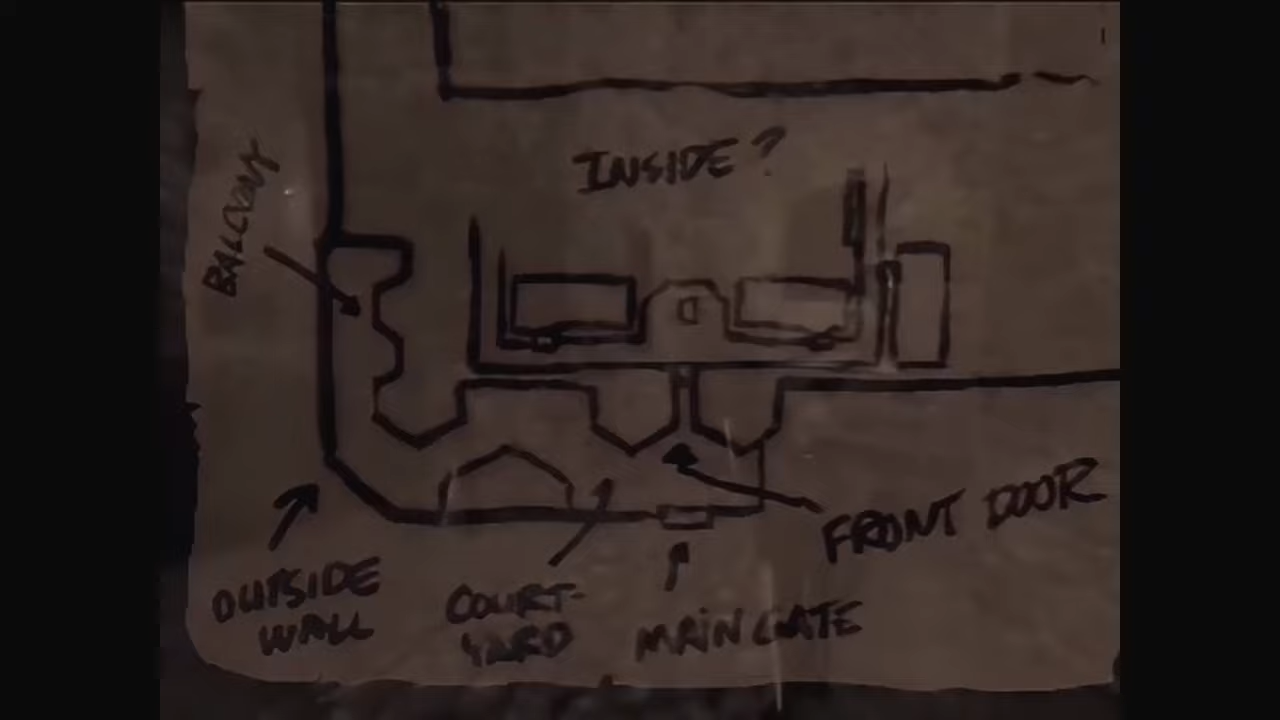 INSIDE?
BALCONY
FRONT DOOR
OUTSIDE
WALL
COURT-
YARD
MAIN GATE